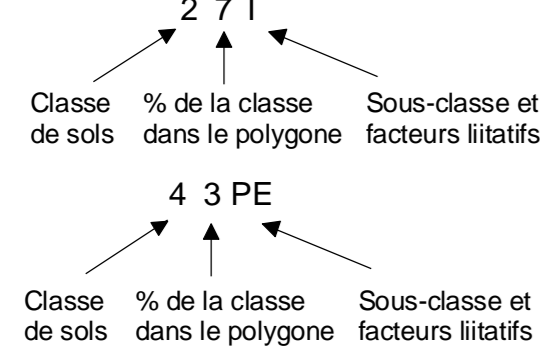 2 7 T
Classe % de la classe Sous-classe et
de sols dans le polygone facteurs liitatifs
4 3 PE
Classe % de la classe Sous-classe et
de sols dans le polygone facteurs liitatifs